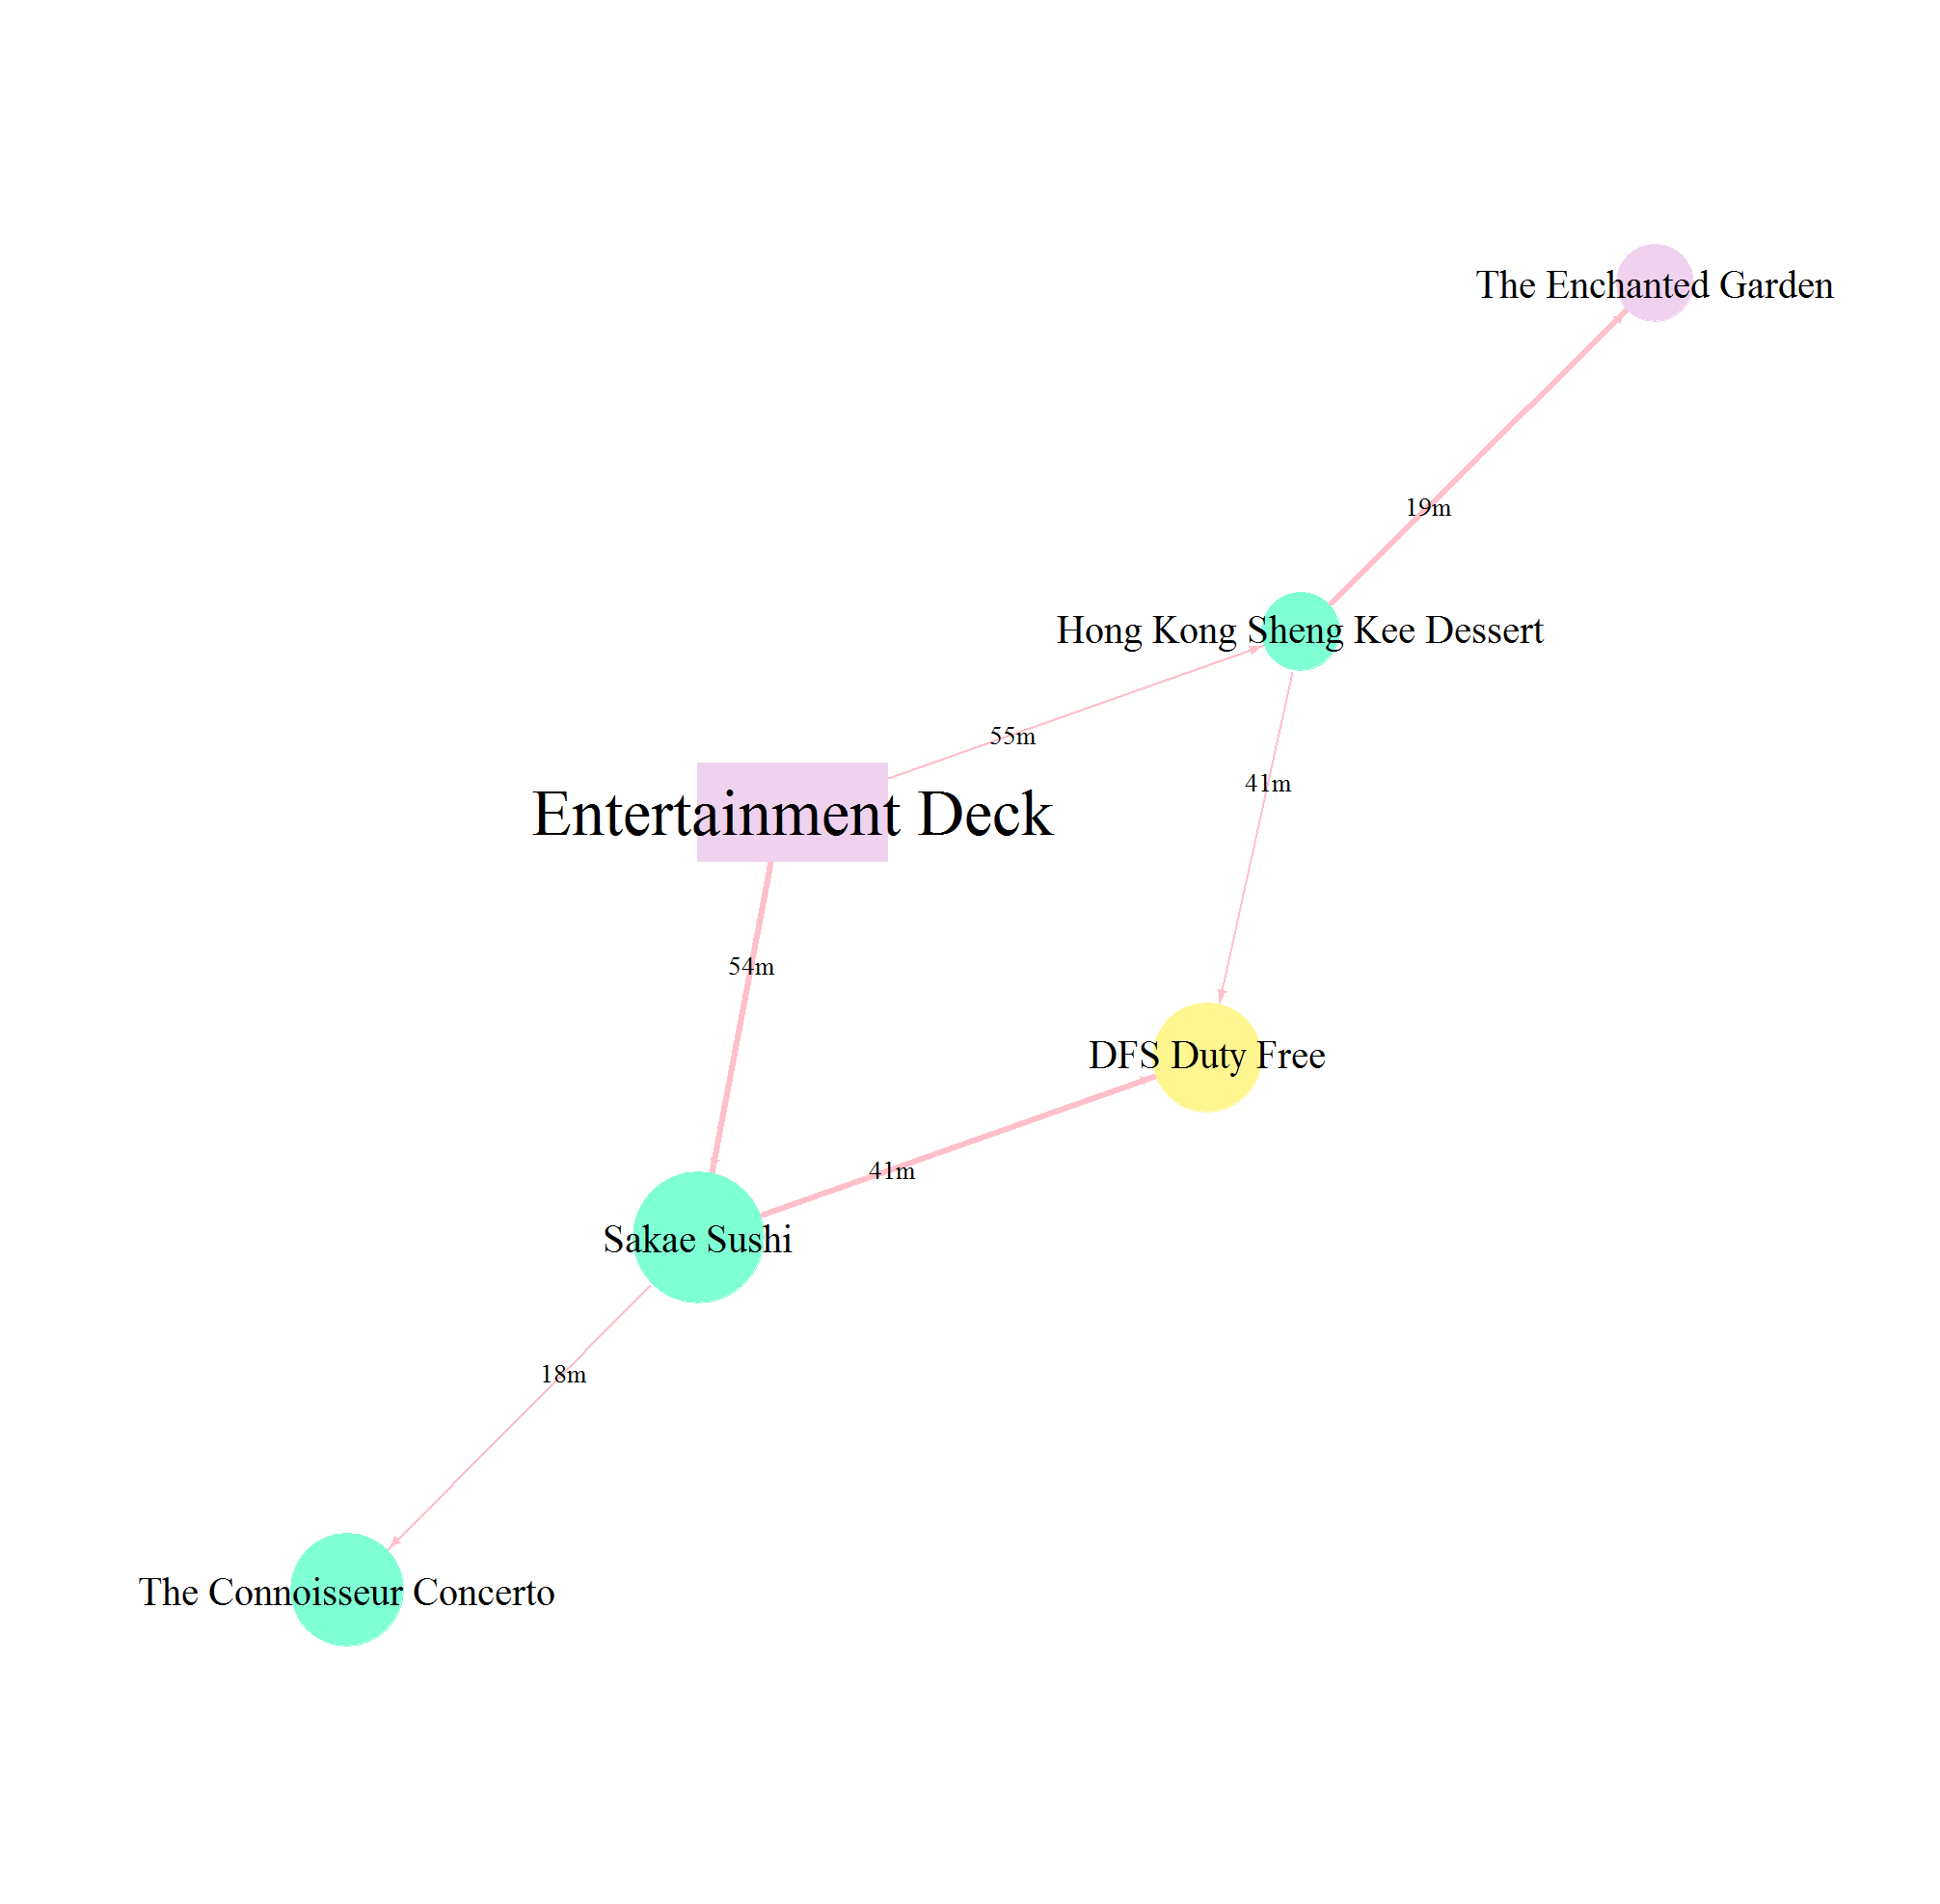 The Enchanted Garden
19m
Hong Kong Sheng Kee Dessert
55m
41m
Entertainment Deck
54m
DFS Duty Free
41m
Sakae Sushi
18m
The Connoisseur Concerto